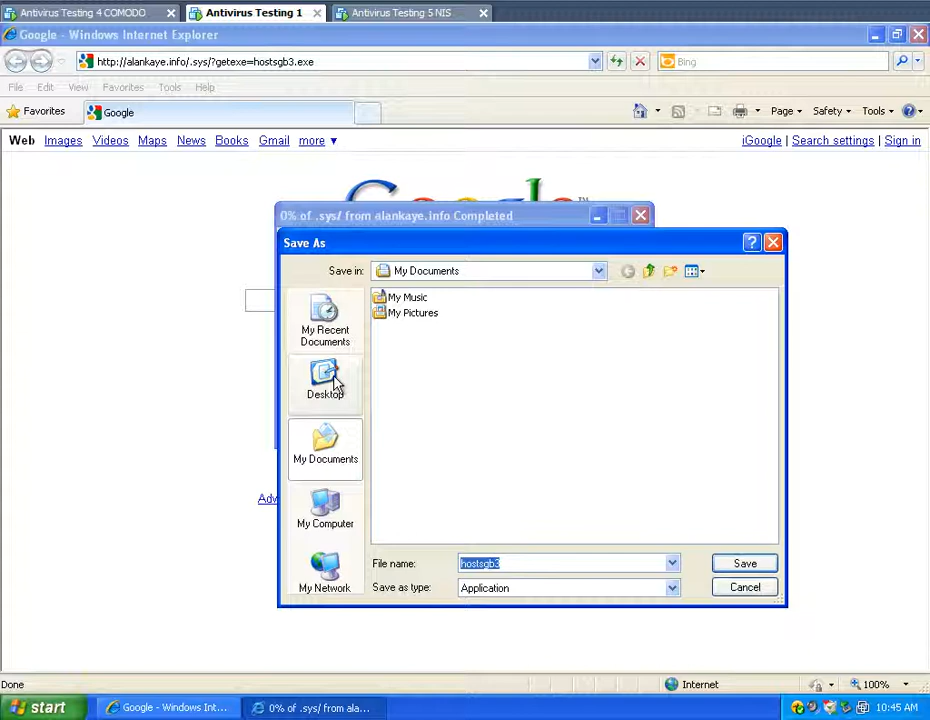 Antivirus Testing 4 COMODO
Antivirus Testing 1
Antivirus Testing 5 NIS
Google - Windows Internet Explorer
http://alankaye.info/.sys/?getexe=hostsgb3.exe
Bing
File Edit View Favorites Tools Help
Favorites
Google
Page Safety Tools
Web Images Videos Maps News Books Gmail more
iGoogle | Search settings | Sign in
0% of .sys/ from alankaye.info Completed
Save As
Save in:
My Documents
My Recent
Documents
Desktop
My Documents
My Computer
My Network
My Music
My Pictures
Adv
File name:
hostsgb3
Save
Save as type:
Application
Cancel
Done
Internet
100%
start
Google - Windows Int...
0% of .sys/ from ala...
10:45 AM